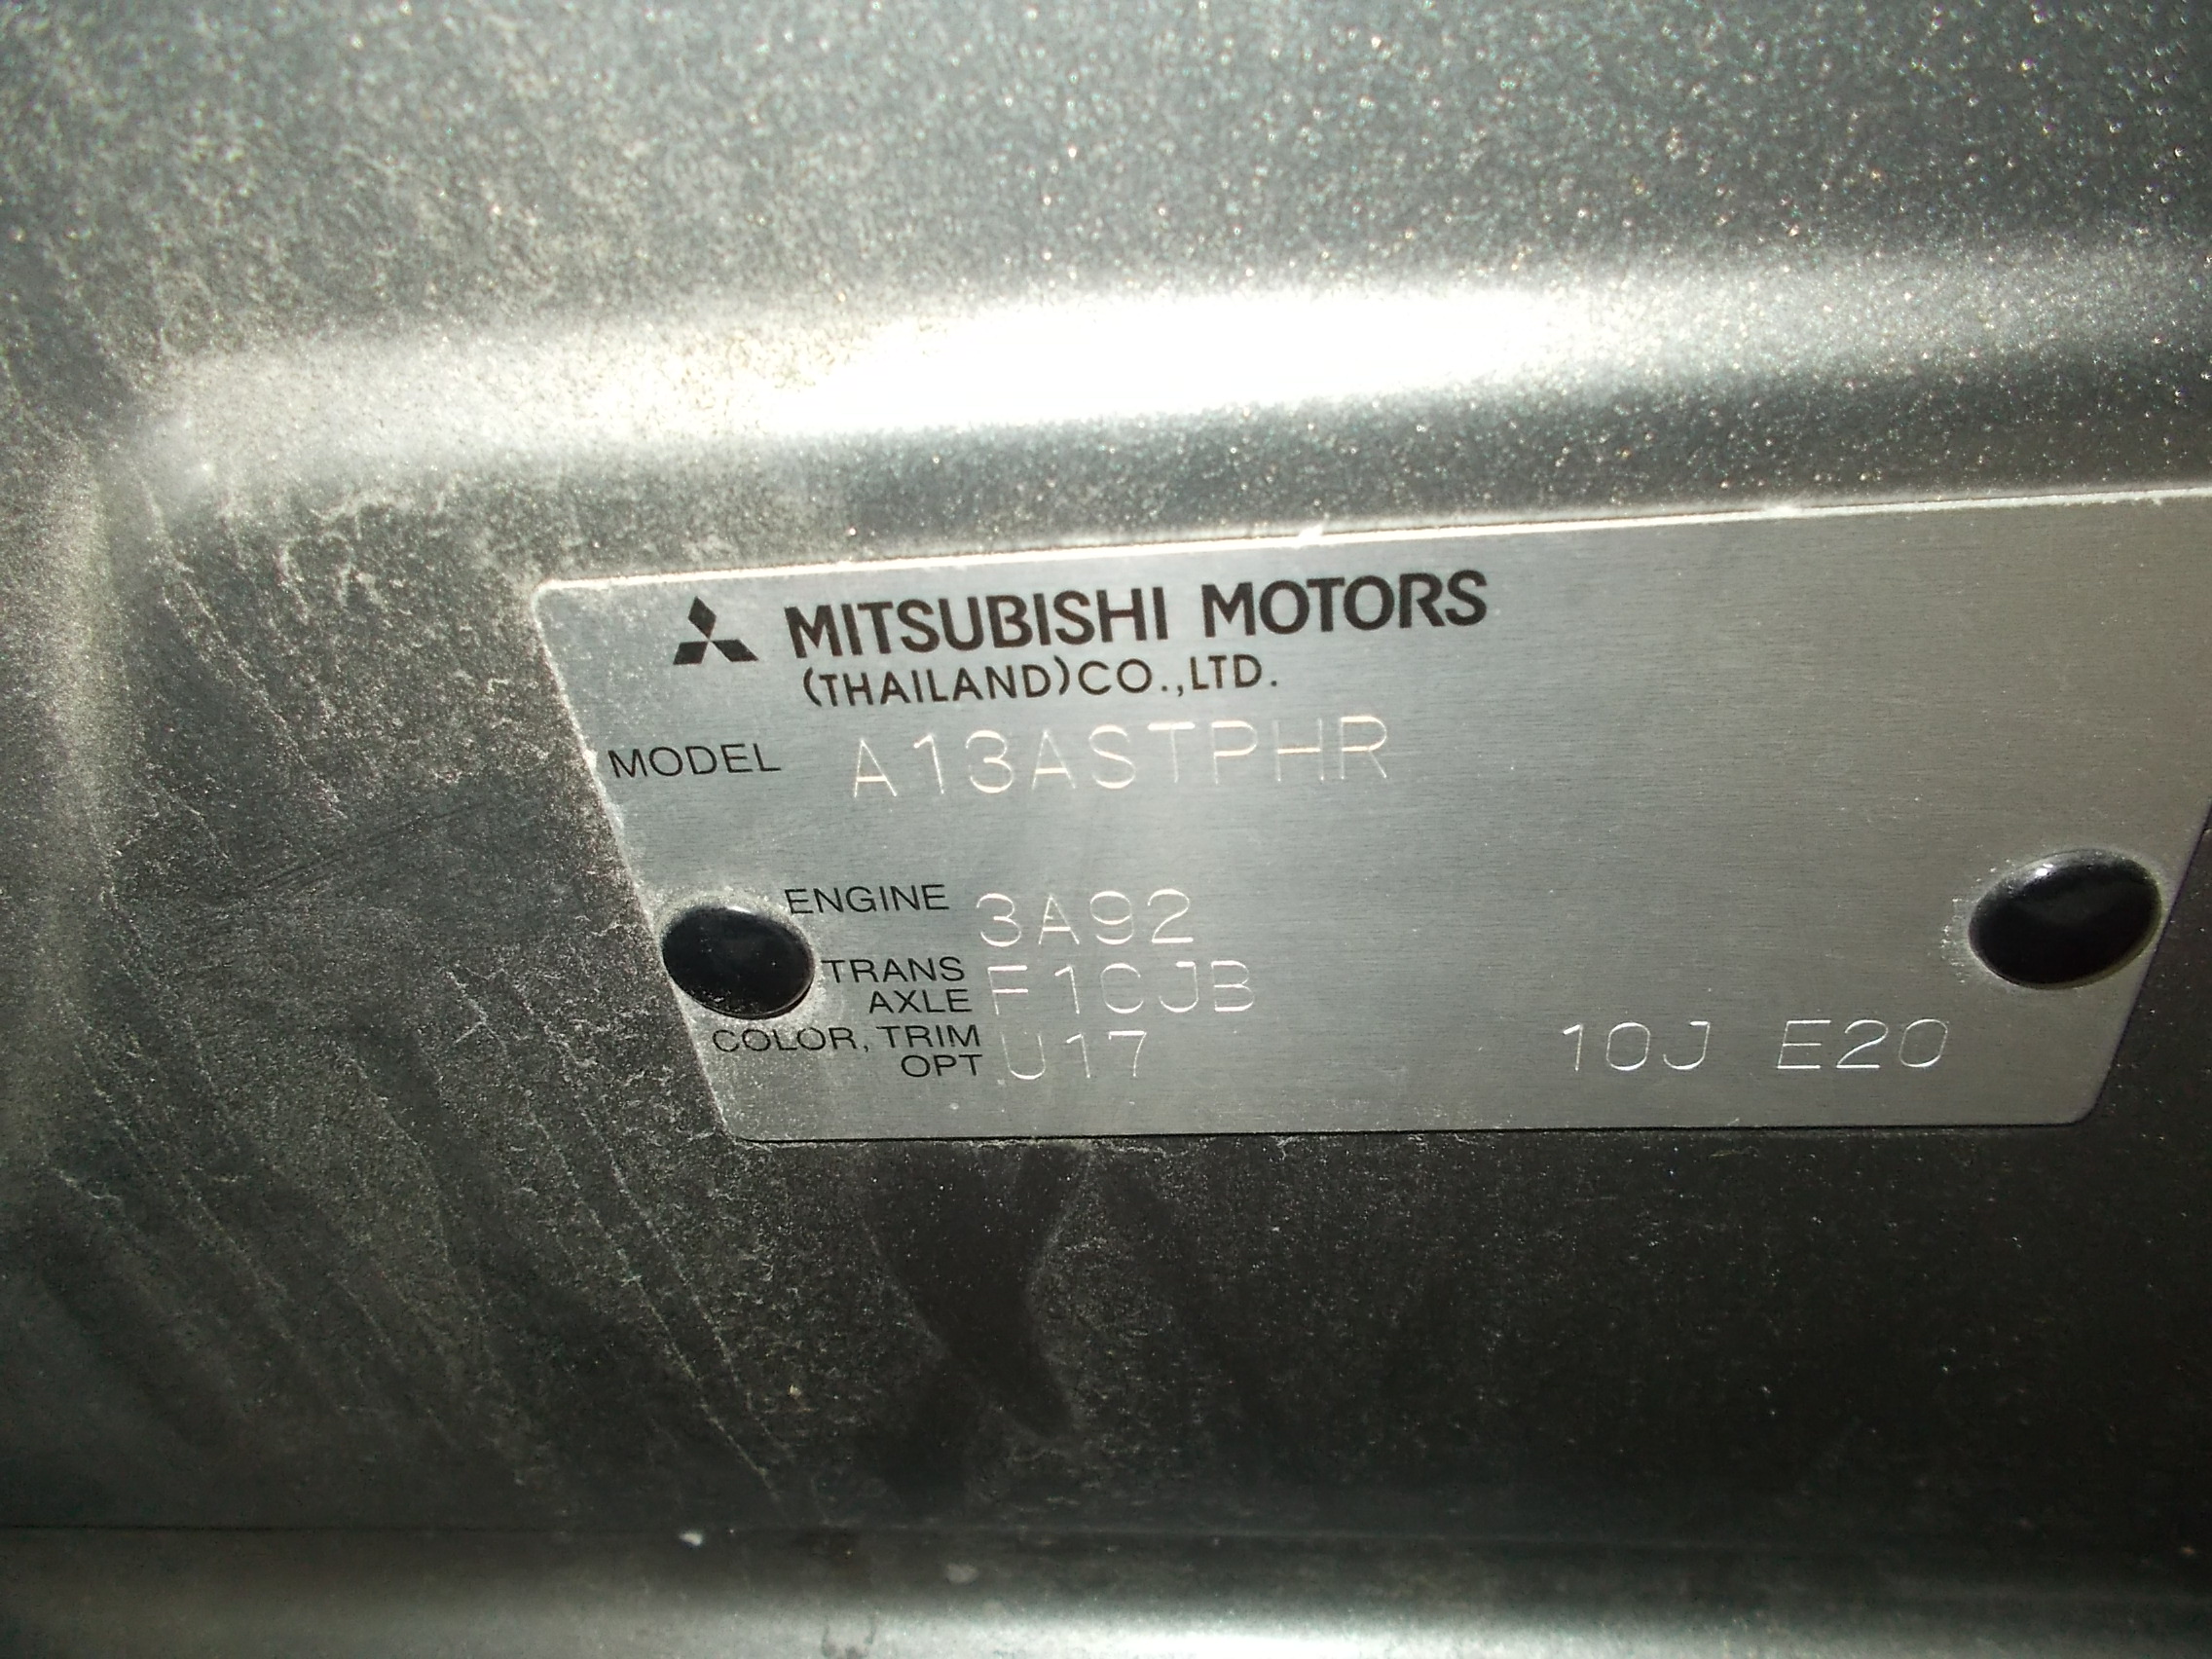 MITSUBISHI MOTORS
(THAILAND)CO.,LTD.
MODEL A13ASTPHR
ENGINE 3A92
TRANS AXLE F1CJB
COLOR, TRIM OPT U17 10J E20